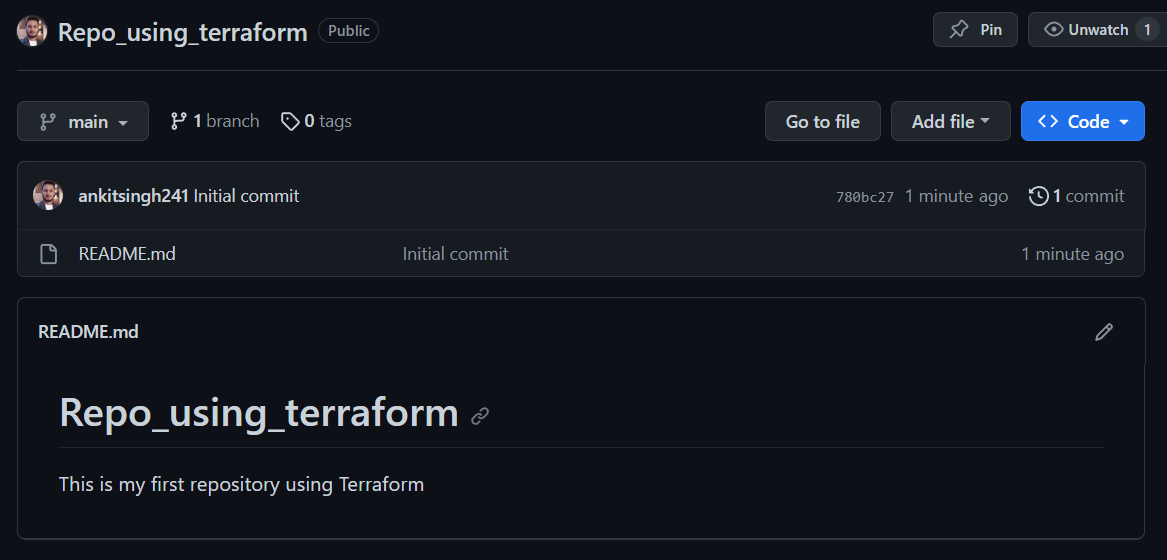 Repo_using_terraform Public Pin Unwatch 1
main 1 branch 0 tags Go to file Add file Code
ankitsingh241 Initial commit 780bc27 1 minute ago 1 commit
README.md Initial commit 1 minute ago
README.md
Repo_using_terraform
This is my first repository using Terraform